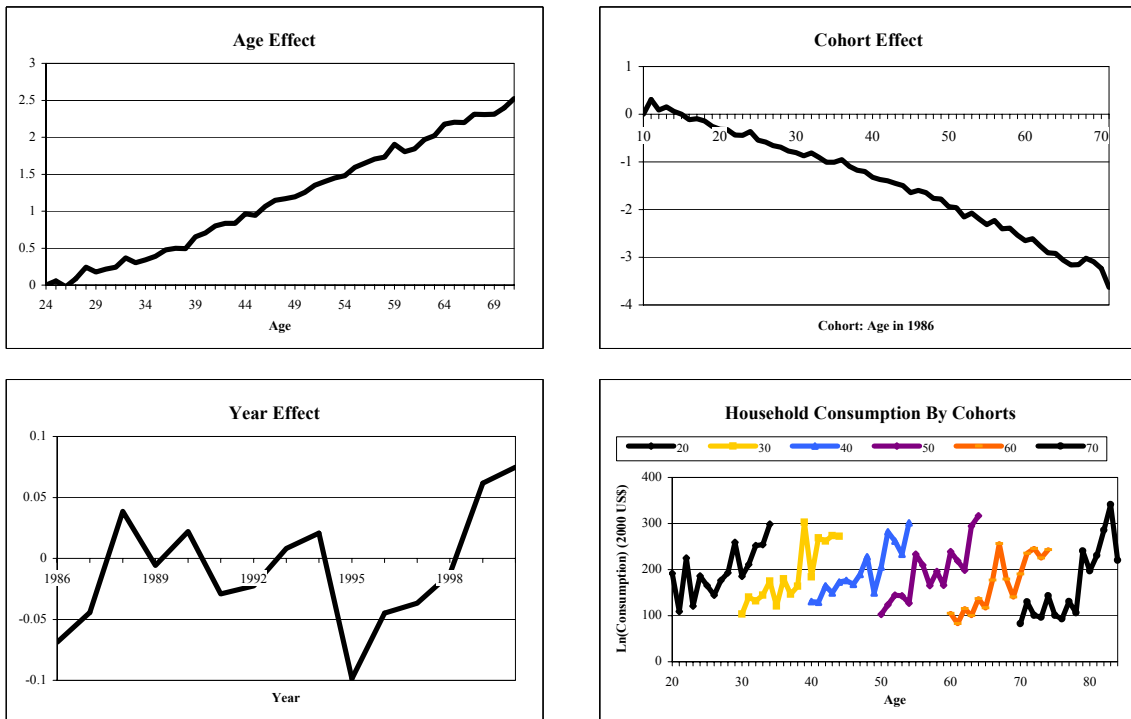 Age Effect
3
2.5
2
1.5
1
0.5
0
24 29 34 39 44 49 54 59 64 69
Age
Cohort Effect
1
0
10 20 30 40 50 60 70
-1
-2
-3
-4
Cohort: Age in 1986
Year Effect
0.1
0.05
0
1986 1989 1992 1995 1998
-0.05
-0.1
Year
Household Consumption By Cohorts
20 30 40 50 60 70
Ln(Consumption) (2000 US$)
400
300
200
100
0
20 30 40 50 60 70 80
Age